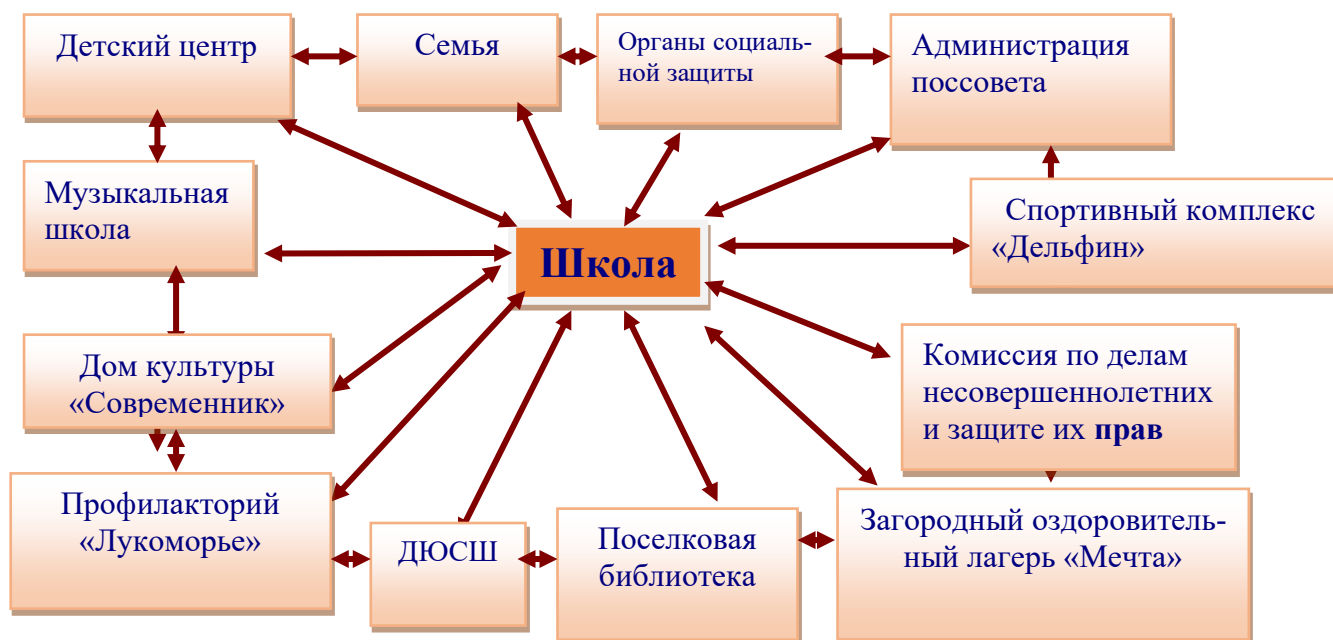 Детский центр
Семья
Органы социаль-
ной защиты
Администрация
поссовета
Музыкальная
школа
Школа
Спортивный комплекс
«Дельфин»
Дом культуры
«Современник»
Комиссия по делам
несовершеннолетних
и защите их прав
Профилакторий
«Лукоморье»
ДЮСШ
Поселковая
библиотека
Загородный оздоровитель-
ный лагерь «Мечта»